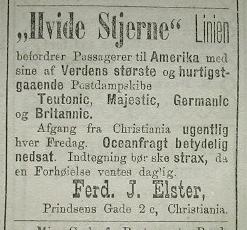 „Hvide Stjerne“ Linien
befordrer Passagerer til Amerika med
sine af Verdens største og hurtigst-
gaaende Postdampskibe
Teutonic, Majestic, Germanic
og Britannic.
Afgang fra Christiania ugentlig
hver Fredag. Oceanfragt betydelig
nedsat. Indtegning bør ske strax, da
en Forhøielse ventes daglig.
Ferd. J. Elster,
Prindsens Gade 2 c, Christiania.